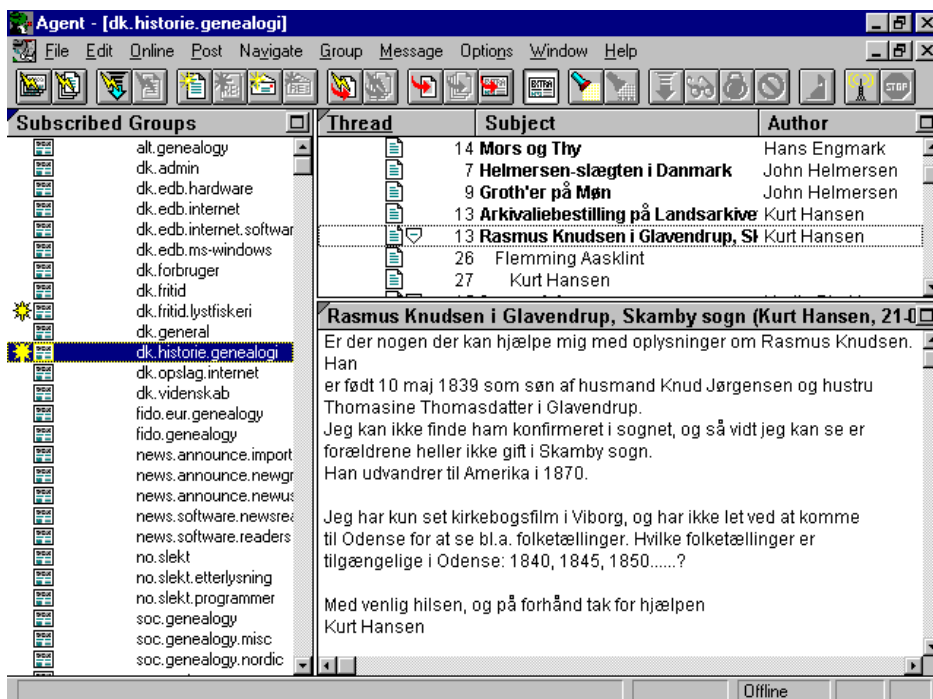 Agent - [dk.historie.genealogi]
File Edit Online Post Navigate Group Message Options Window Help
EXTRA
STOP
Subscribed Groups
alt.genealogy
dk.admin
dk.edb.hardware
dk.edb.internet
dk.edb.internet.softwar
dk.edb.ms-windows
dk.forbruger
dk.fritid
dk.fritid.lystfiskeri
dk.general
dk.historie.genealogi
dk.opslag.internet
dk.videnskab
fido.eur.genealogy
fido.genealogy
news.announce.import
news.announce.newgr
news.announce.newus
news.software.newsrea
news.software.readers
no.slekt
no.slekt.etterlysning
no.slekt.programmer
soc.genealogy
soc.genealogy.misc
soc.genealogy.nordic
Thread Subject Author
14 Mors og Thy Hans Engmark
7 Helmersen-slægten i Danmark John Helmersen
9 Groth'er på Møn John Helmersen
13 Arkivaliebestilling på Landsarkive Kurt Hansen
13 Rasmus Knudsen i Glavendrup, Sk Kurt Hansen
26 Flemming Aasklint
27 Kurt Hansen
Rasmus Knudsen i Glavendrup, Skamby sogn (Kurt Hansen, 21-0
Er der nogen der kan hjælpe mig med oplysninger om Rasmus Knudsen.
Han
er født 10 maj 1839 som søn af husmand Knud Jørgensen og hustru
Thomasine Thomasdatter i Glavendrup.
Jeg kan ikke finde ham konfirmeret i sognet, og så vidt jeg kan se er
forældrene heller ikke gift i Skamby sogn.
Han udvandrer til Amerika i 1870.
Jeg har kun set kirkebogsfilm i Viborg, og har ikke let ved at komme
til Odense for at se bl.a. folketællinger. Hvilke folketællinger er
tilgængelige i Odense: 1840, 1845, 1850......?
Med venlig hilsen, og på forhånd tak for hjælpen
Kurt Hansen
Offline